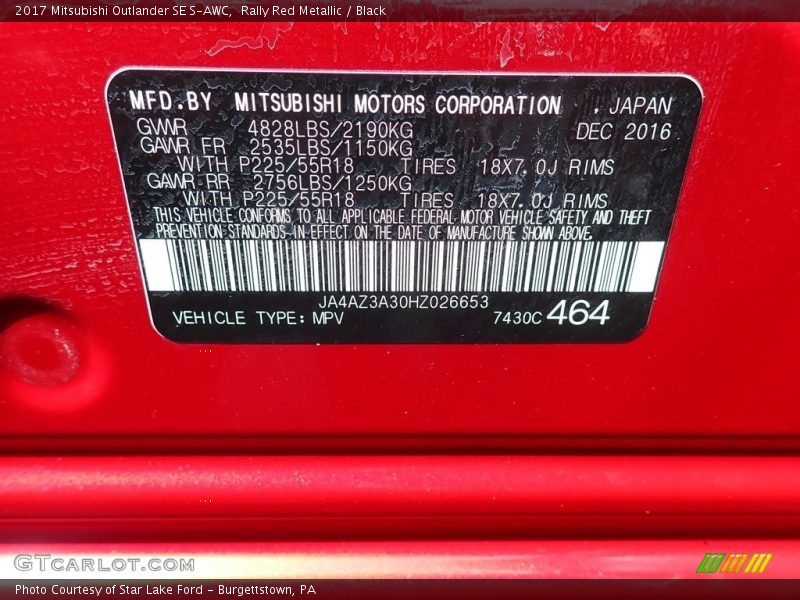 2017 Mitsubishi Outlander SE S-AWC,  Rally Red Metallic / Black
MFD.BY MITSUBISHI MOTORS CORPORATION , JAPAN
GVWR 4828LBS/2190KG DEC 2016
GAWR FR 2535LBS/1150KG
WITH P225/55R18 TIRES 18X7.0J RIMS
GAWR RR 2756LBS/1250KG
WITH P225/55R18 TIRES 18X7.0J RIMS
THIS VEHICLE CONFORMS TO ALL APPLICABLE FEDERAL MOTOR VEHICLE SAFETY AND THEFT
PREVENTION STANDARDS IN EFFECT ON THE DATE OF MANUFACTURE SHOWN ABOVE.
JA4AZ3A30HZ026653
VEHICLE TYPE: MPV 7430C 464
GTCARLOT.COM
Photo Courtesy of Star Lake Ford - Burgettstown, PA